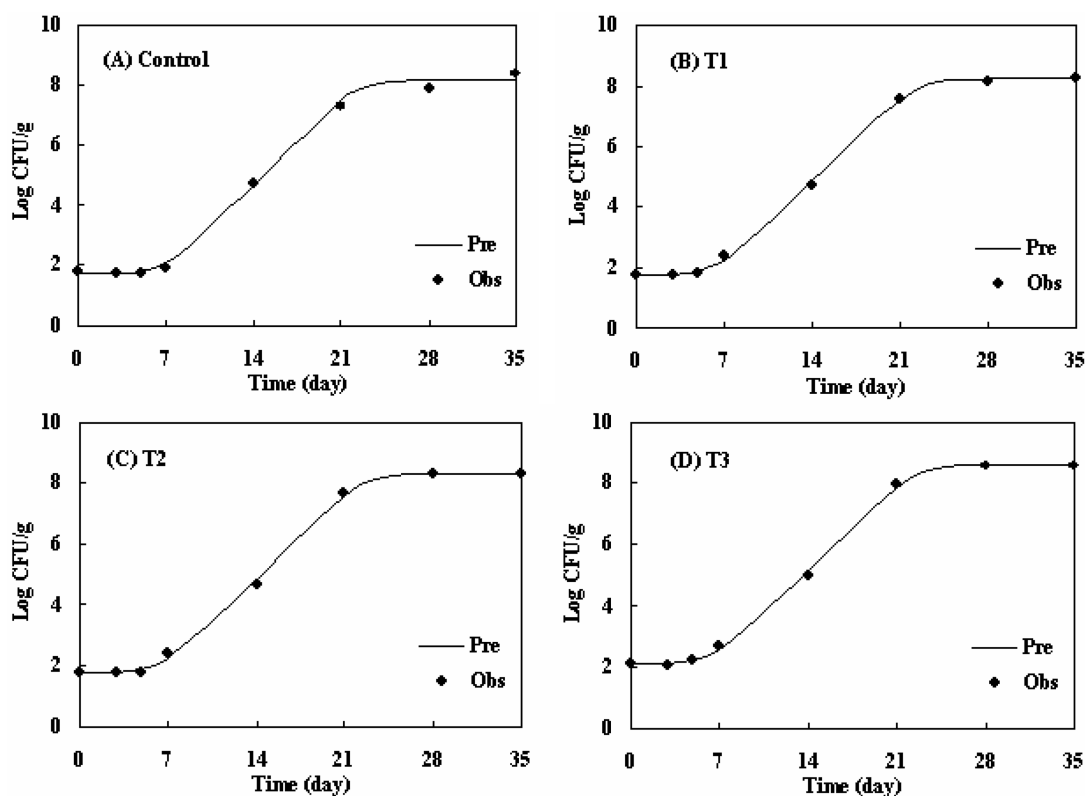 (A) Control
Log CFU/g
10
8
6
4
2
0
Pre
Obs
0 7 14 21 28 35
Time (day)
(B) T1
Log CFU/g
10
8
6
4
2
0
Pre
Obs
0 7 14 21 28 35
Time (day)
(C) T2
Log CFU/g
10
8
6
4
2
0
Pre
Obs
0 7 14 21 28 35
Time (day)
(D) T3
Log CFU/g
10
8
6
4
2
0
Pre
Obs
0 7 14 21 28 35
Time (day)